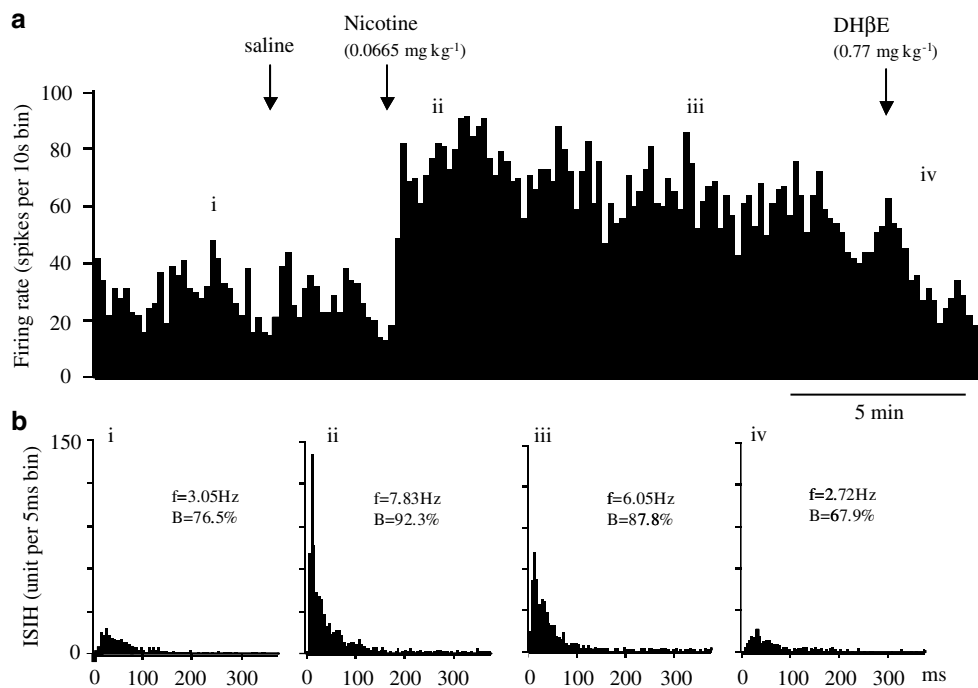 a
saline
Nicotine
(0.0665 mg kg⁻¹)
DHβE
(0.77 mg kg⁻¹)
Firing rate (spikes per 10s bin)
100
80
60
40
20
0
i
ii
iii
iv
5 min
b
ISIH (unit per 5ms bin)
150
0
i
f=3.05Hz
B=76.5%
ii
f=7.83Hz
B=92.3%
iii
f=6.05Hz
B=87.8%
iv
f=2.72Hz
B=67.9%
0 100 200 300
0 100 200 300
0 100 200 300
0 100 200 300 ms